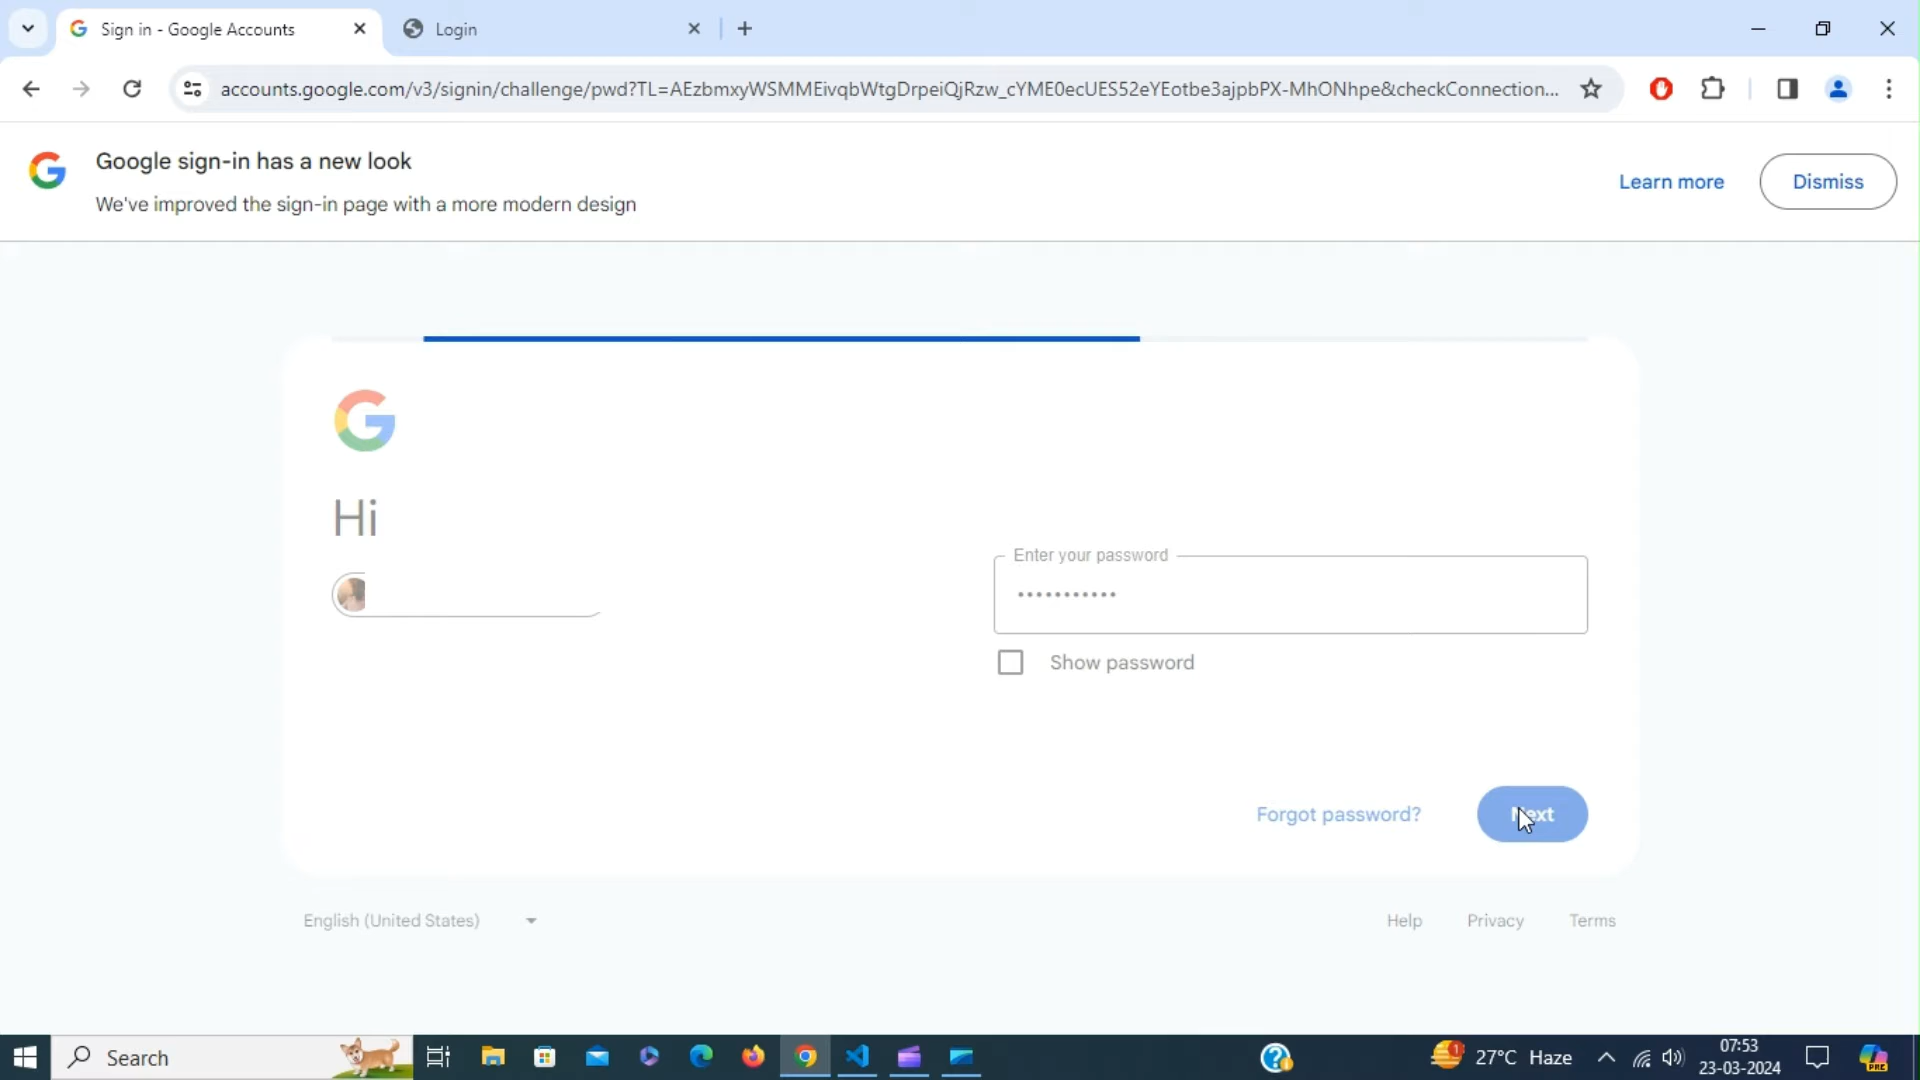 Sign in - Google Accounts
Login
accounts.google.com/v3/signin/challenge/pwd?TL=AEzbmxyWSMMEivqbWtgDrpeiQjRzw_cYME0ecUES52eYEotbe3ajpbPX-MhONhpe&checkConnection...
Google sign-in has a new look
We've improved the sign-in page with a more modern design
Learn more
Dismiss
Hi
Enter your password
Show password
Forgot password?
Next
English (United States)
Help
Privacy
Terms
Search
1
27°C Haze
07:53
23-03-2024
PRE